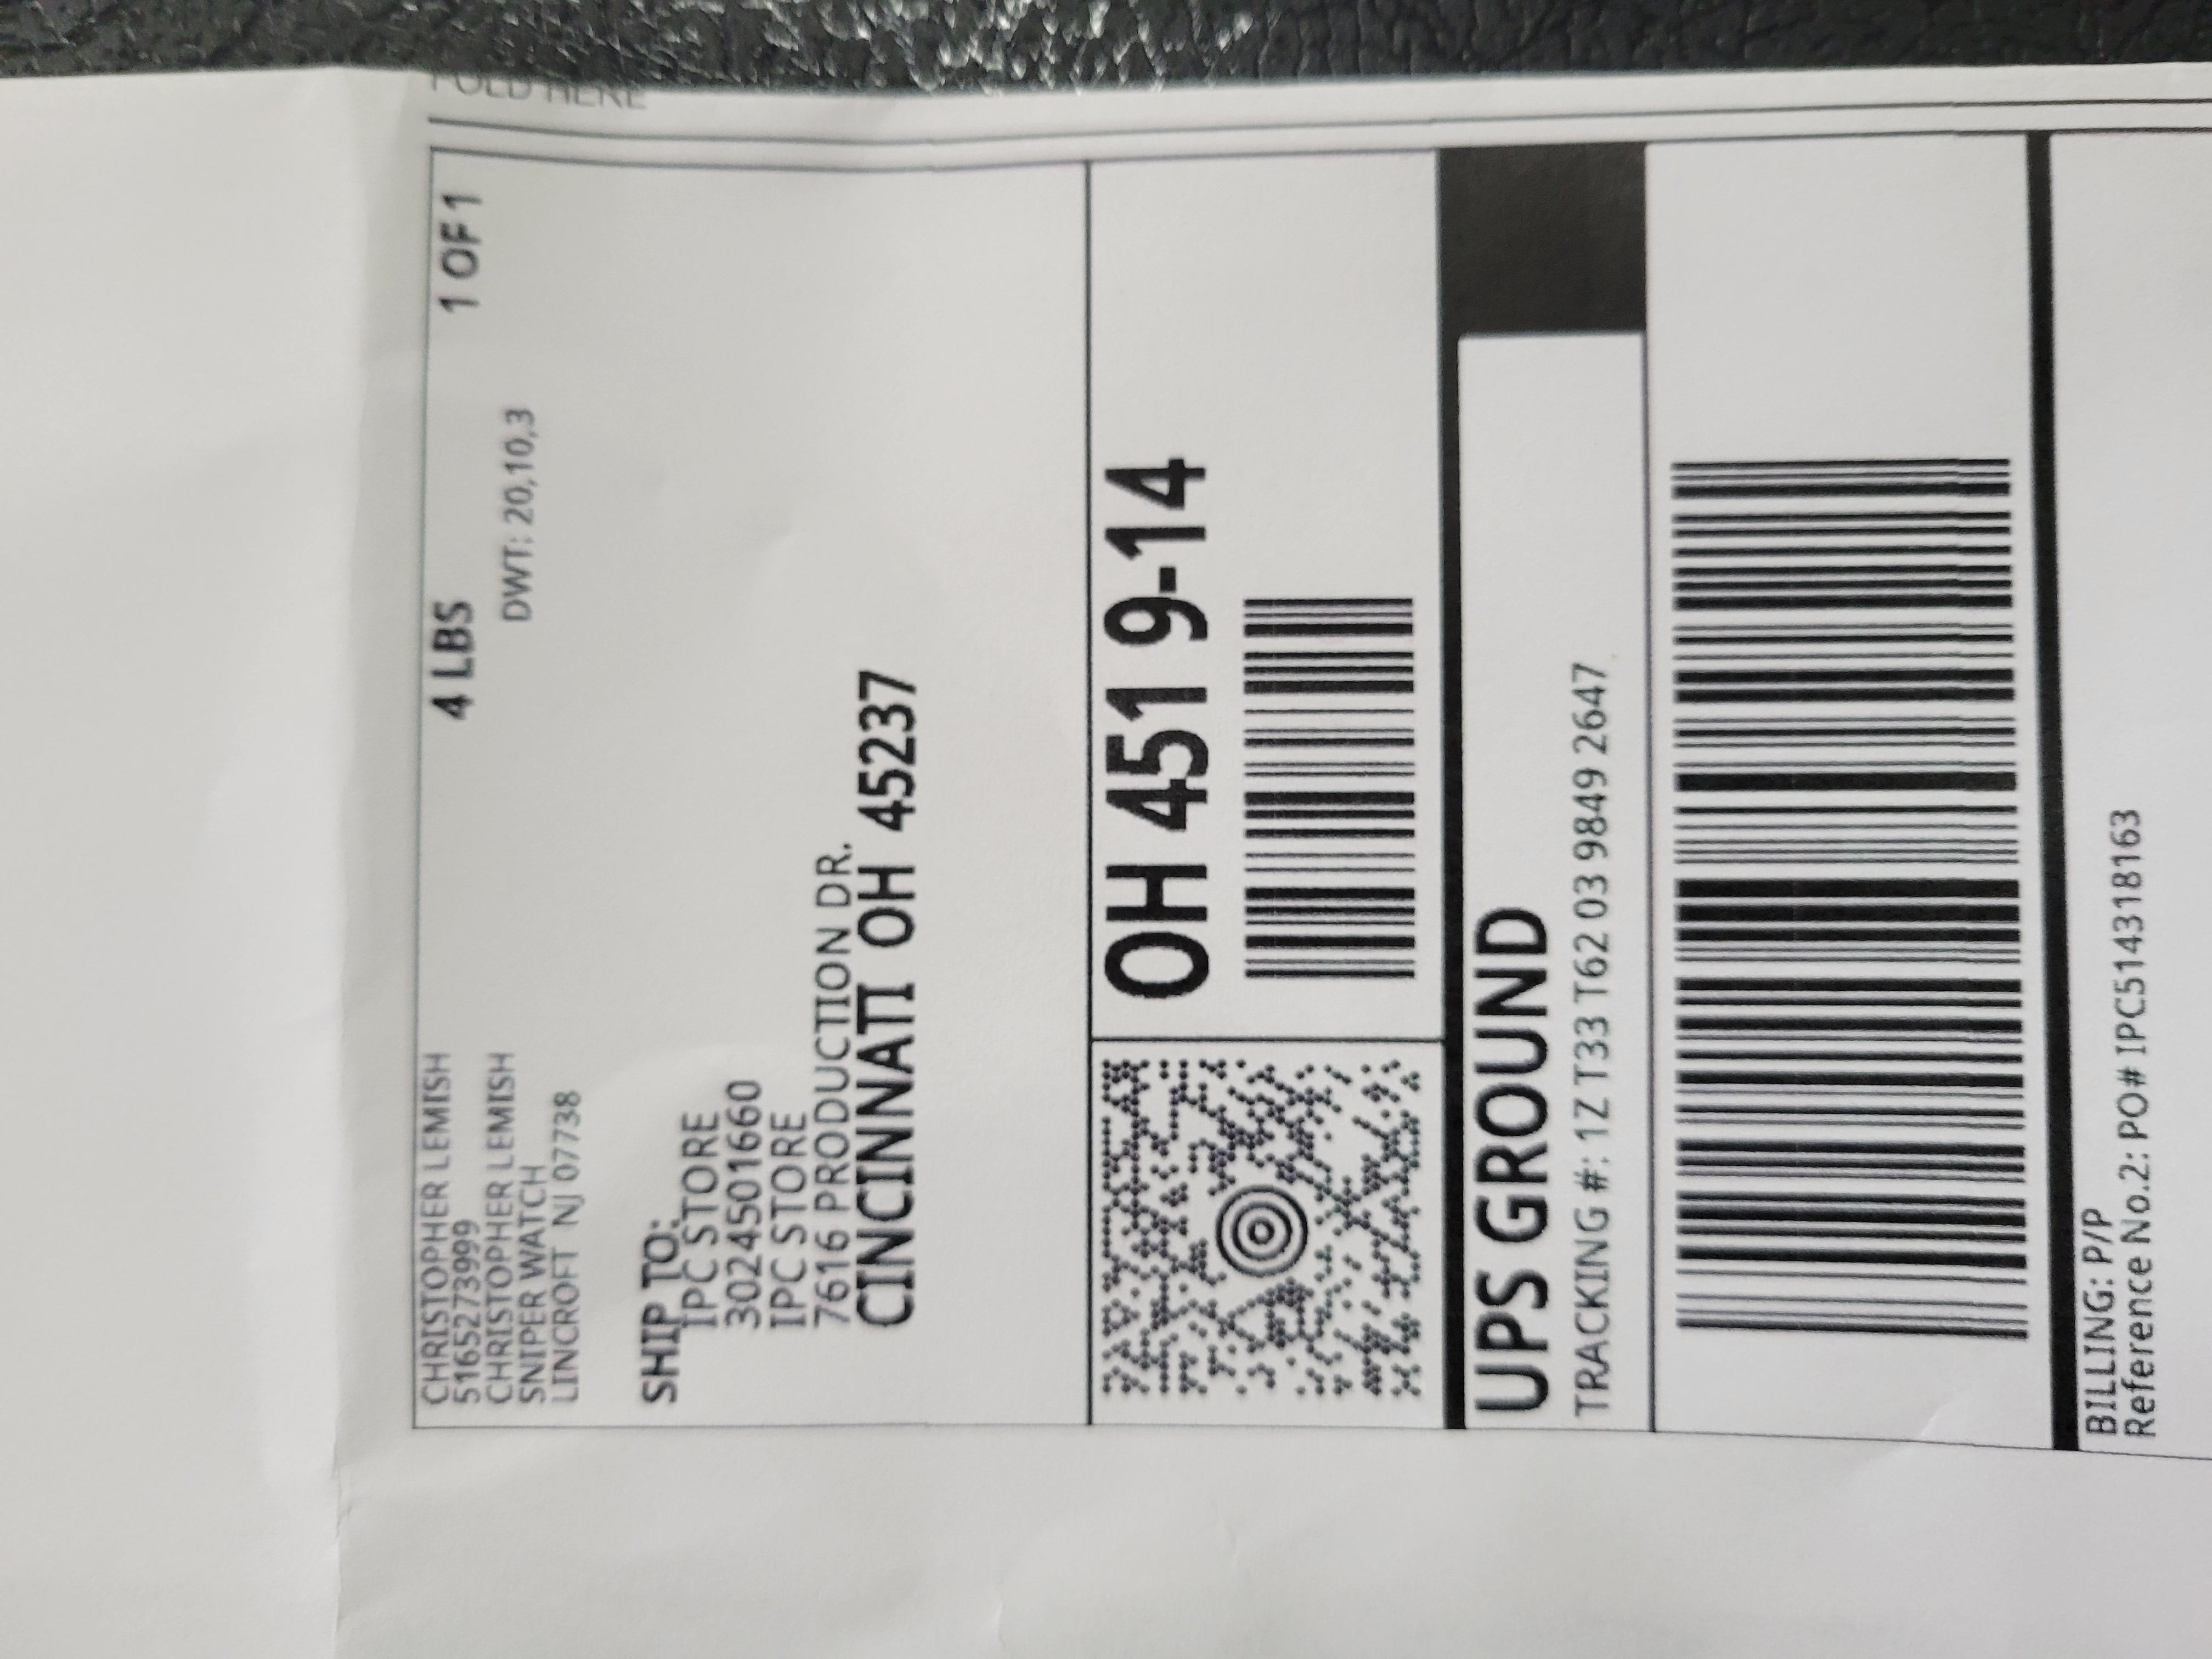 FOLD HERE
CHRISTOPHER LEMISH
5165273999
CHRISTOPHER LEMISH
SNIPER WATCH
LINCROFT NJ 07738
4 LBS
1 OF 1
DWT: 20,10,3
SHIP TO:
IPC STORE
3024501660
IPC STORE
7616 PRODUCTION DR.
CINCINNATI OH 45237
OH 451 9-14
UPS GROUND
TRACKING #: 1Z T33 T62 03 9849 2647
BILLING: P/P
Reference No.2: PO# IPC514318163